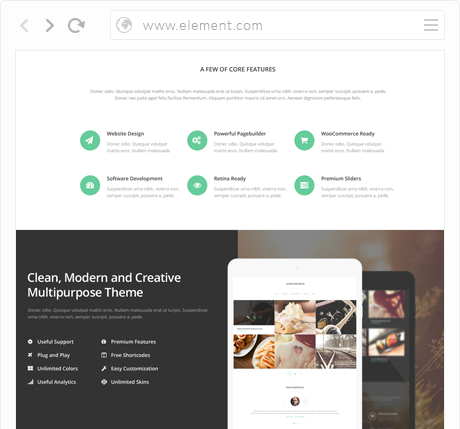 www.element.com
A FEW OF CORE FEATURES
Donec odio. Quisque volutpat mattis eros. Nullam malesuada erat ut turpis. Suspendisse urna nibh, viverra non, semper suscipit, posuere a, pede.
Donec nec justo eget felis facilisis fermentum. Aliquam porttitor mauris sit amet orci. Aenean dignissim pellentesque felis.
Website Design
Donec odio. Quisque volutpat
mattis eros. Nullam malesuada
Powerful Pagebuilder
Donec odio. Quisque volutpat
mattis eros. Nullam malesuada
WooCommerce Ready
Donec odio. Quisque volutpat
mattis eros. Nullam malesuada
Software Development
Suspendisse urna nibh, viverra non,
semper suscipit, posuere a, pede.
Retina Ready
Suspendisse urna nibh, viverra non,
semper suscipit, posuere a, pede.
Premium Sliders
Suspendisse urna nibh, viverra non,
semper suscipit, posuere a, pede.
Clean, Modern and Creative
Multipurpose Theme
Donec odio. Quisque volutpat mattis eros. Nullam malesuada erat ut turpis. Suspendisse
urna nibh, viverra non, semper suscipit, posuere a, pede.
Useful Support
Premium Features
Plug and Play
Free Shortcodes
Unlimited Colors
Easy Customization
Useful Analytics
Unlimited Skins